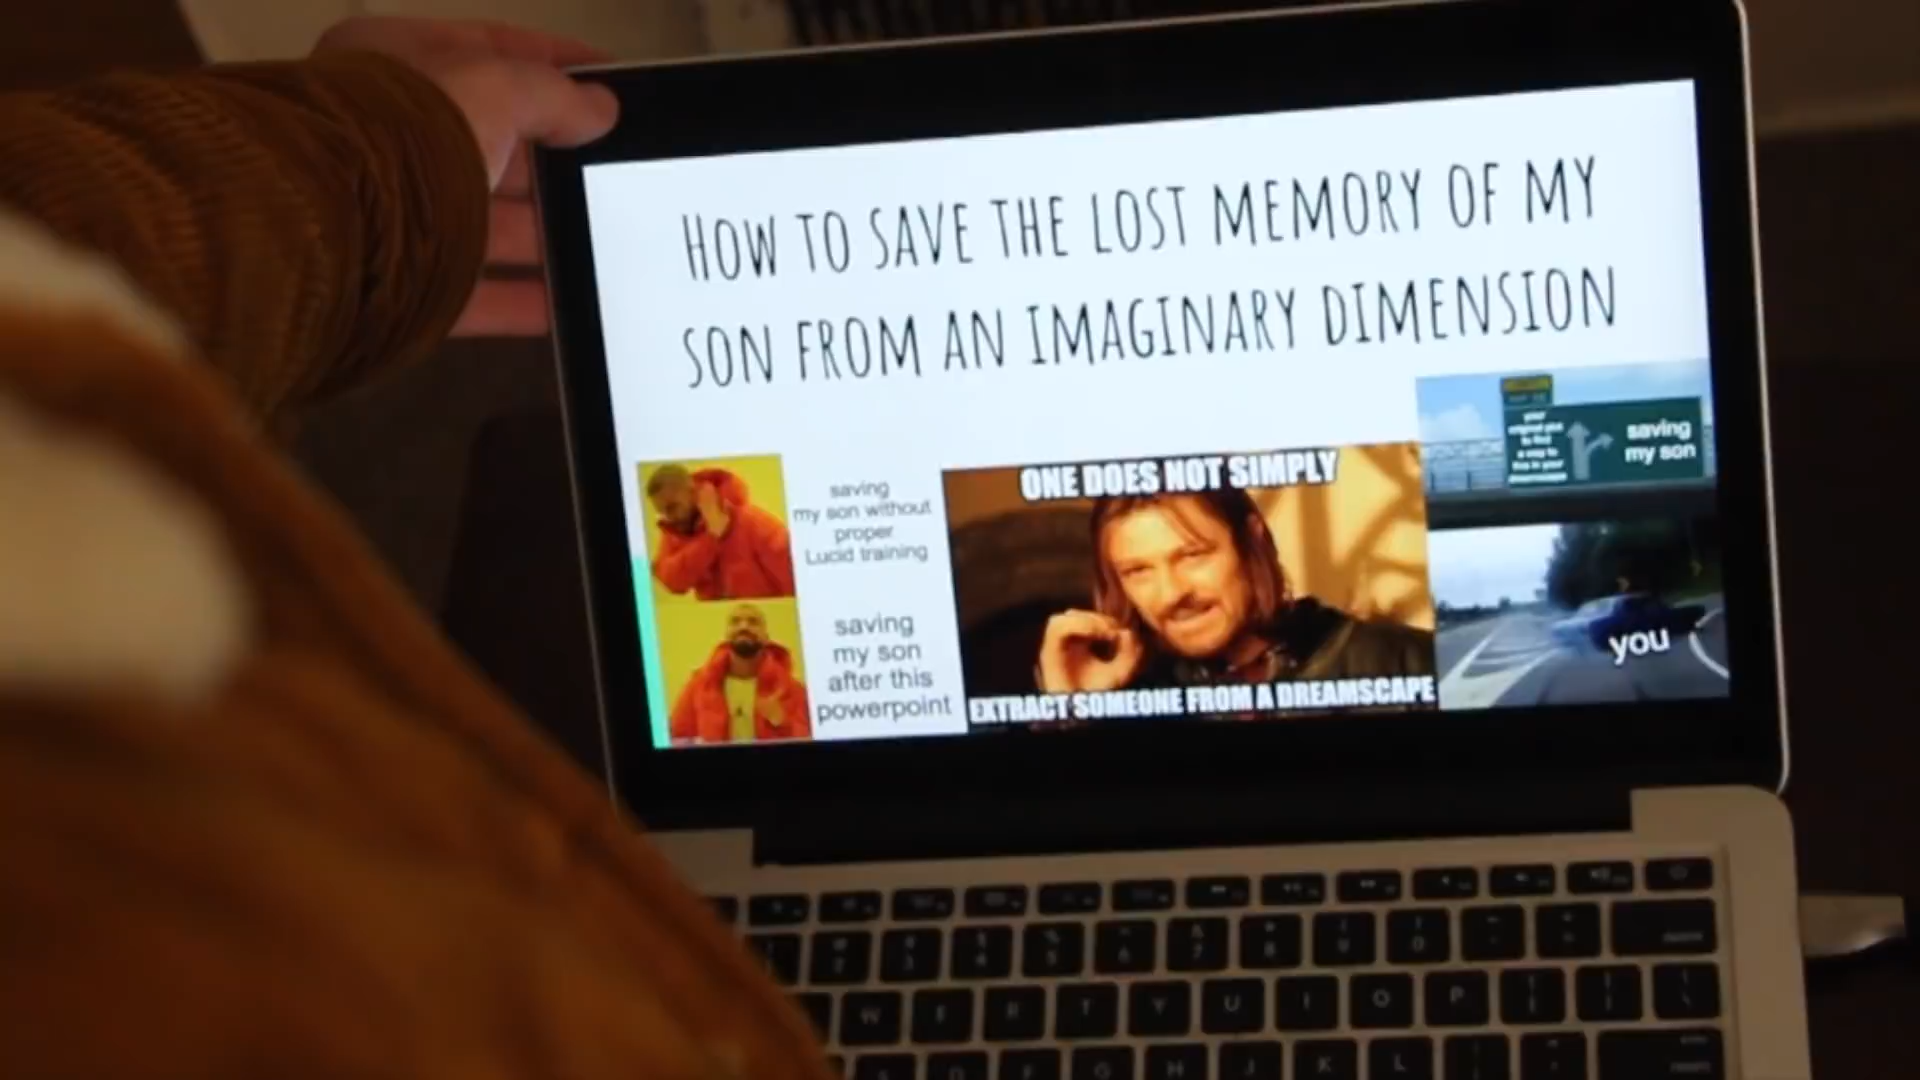 HOW TO SAVE THE LOST MEMORY OF MY
SON FROM AN IMAGINARY DIMENSION
saving
my son without
proper
Lucid training
saving
my son
after this
powerpoint
ONE DOES NOT SIMPLY
EXTRACT SOMEONE FROM A DREAMSCAPE
saving
my son
you
W
R
T
Y
U
I
O
P
D
F
G
H
J
K
L